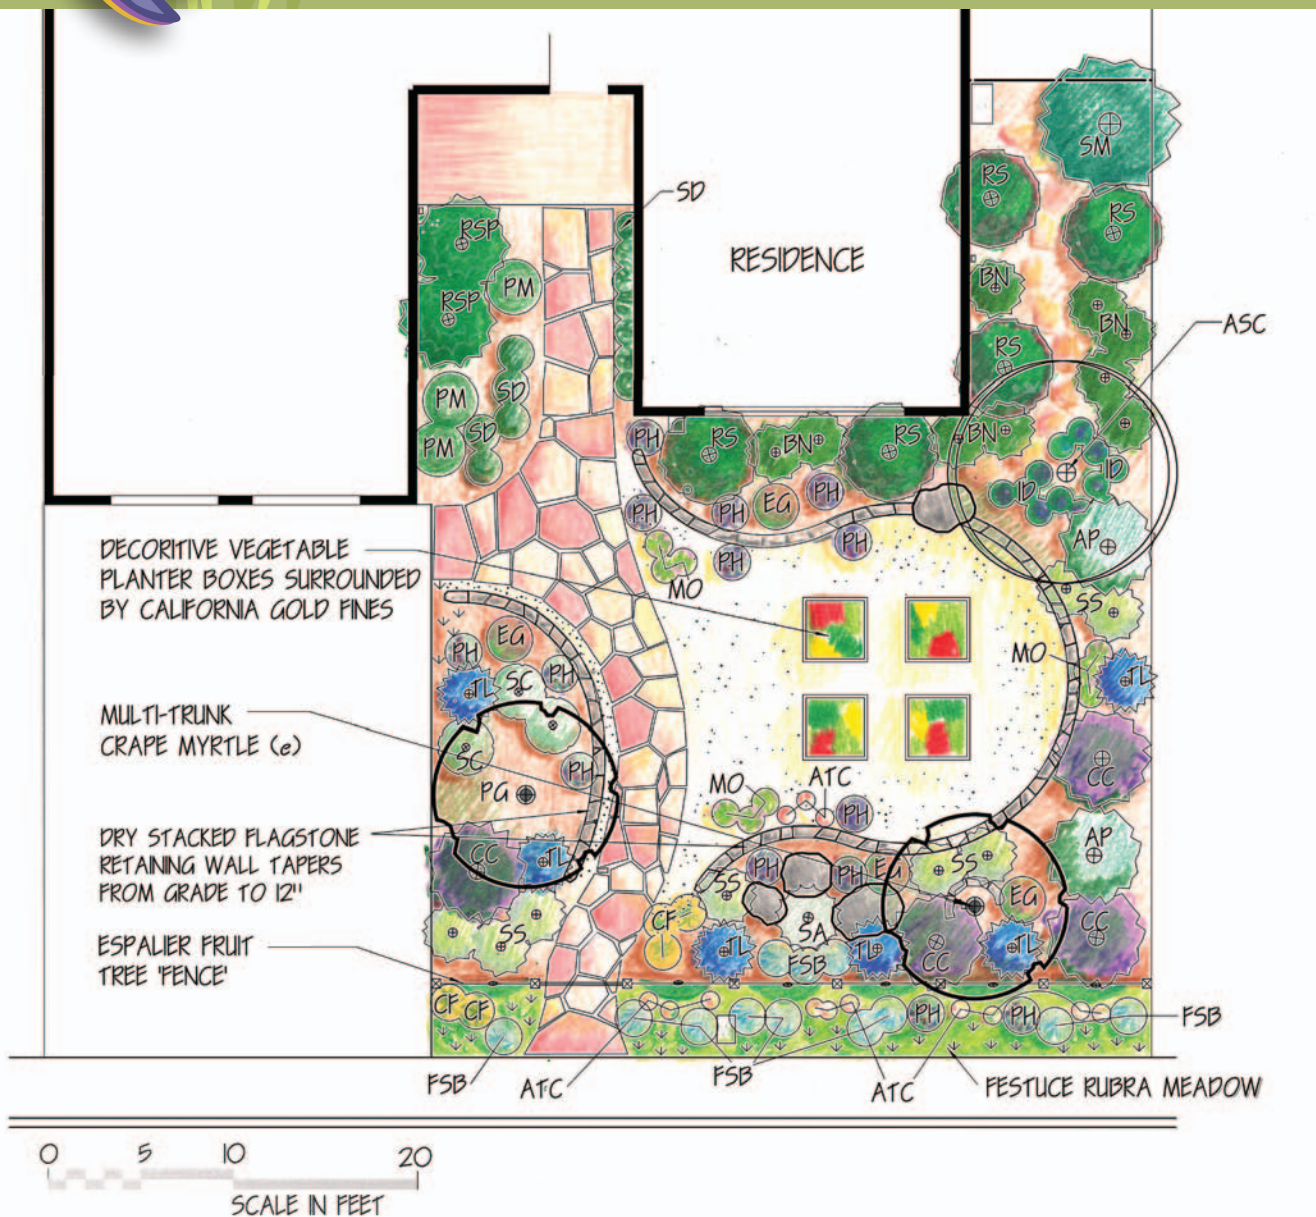 SM
RS
SD
RSP
RS
RESIDENCE
PM
BN
RSP
BN
ASC
RS
PM
SD
PM
SD
PH
RS
BN
RS
BN
ID
ID
PH
PH
EG
PH
PH
PH
AP
DECORITIVE VEGETABLE
PLANTER BOXES SURROUNDED
BY CALIFORNIA GOLD FINES
MO
SS
EG
PH
MO
TL
SC
PH
TL
MULTI-TRUNK
CRAPE MYRTLE (e)
SC
PH
PG
MO
ATC
CC
PH
DRY STACKED FLAGSTONE
RETAINING WALL TAPERS
FROM GRADE TO 12"
CC
TL
AP
PH
PH
EG
SS
SS
EG
CF
SS
SA
CC
ESPALIER FRUIT
TREE 'FENCE'
TL
FSB
TL
CC
TL
CF
CF
PH
PH
FSB
FSB
ATC
FSB
ATC
FESTUCE RUBRA MEADOW
0 5 10 20
SCALE IN FEET